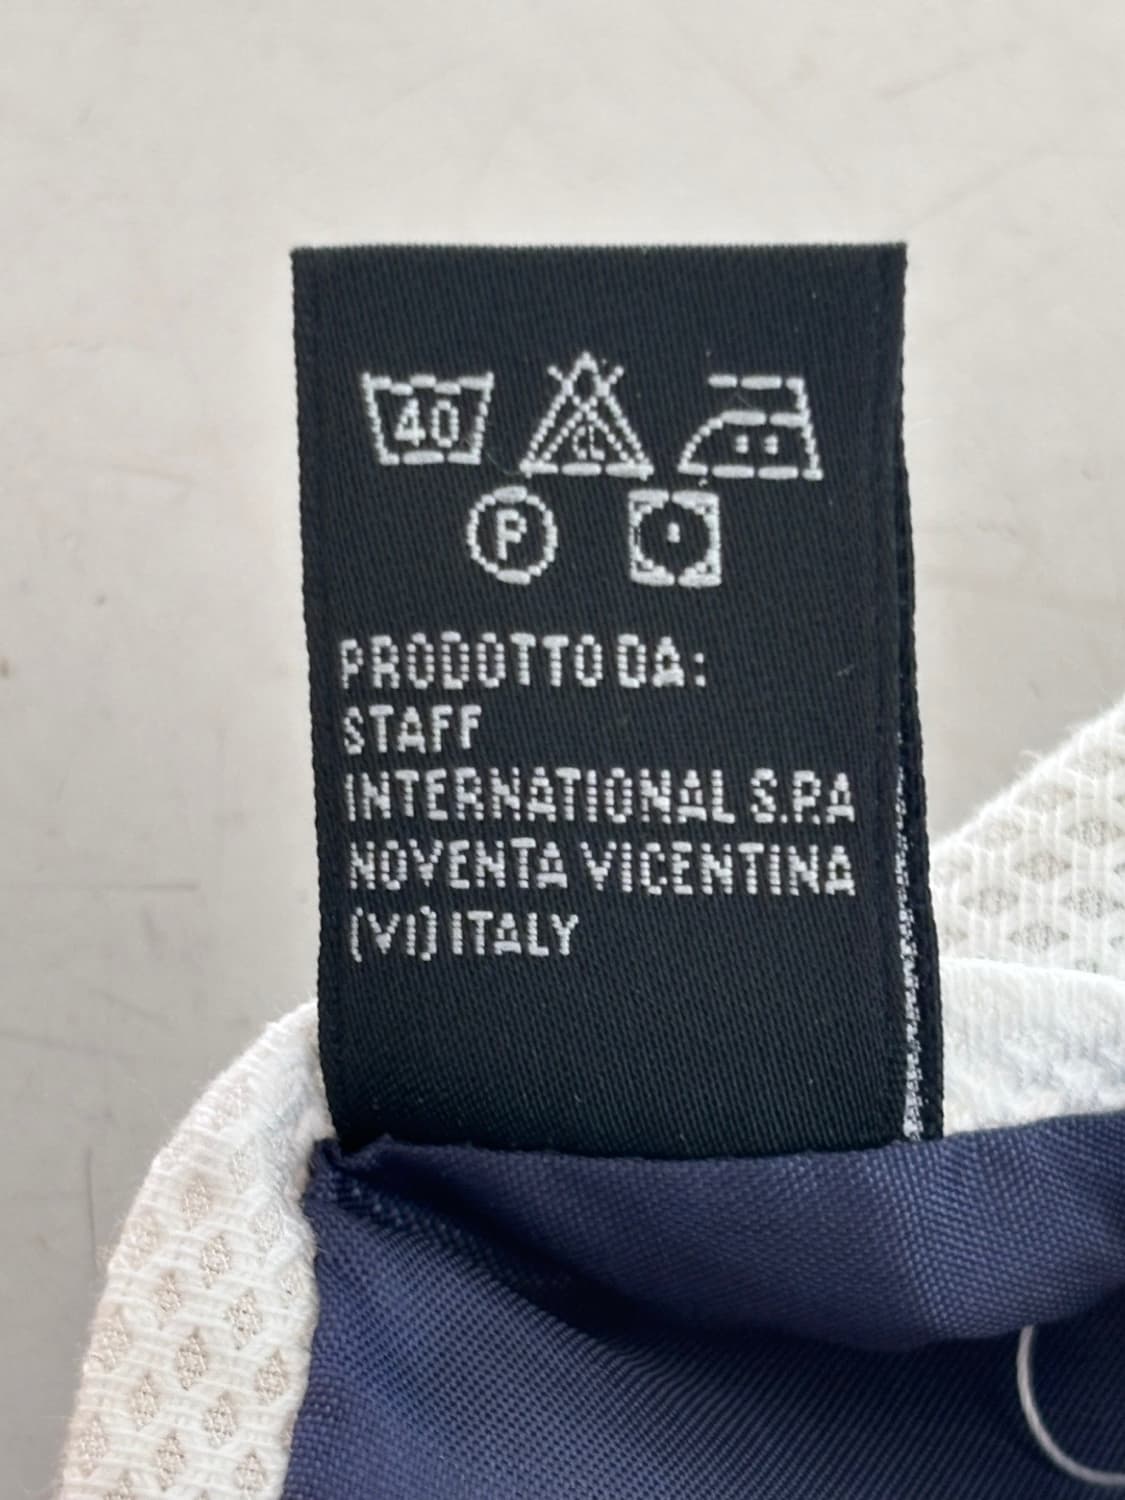 40 CL
P
PRODOTTO DA:
STAFF
INTERNATIONAL S.P.A
NOVENTA VICENTINA
(VI) ITALY